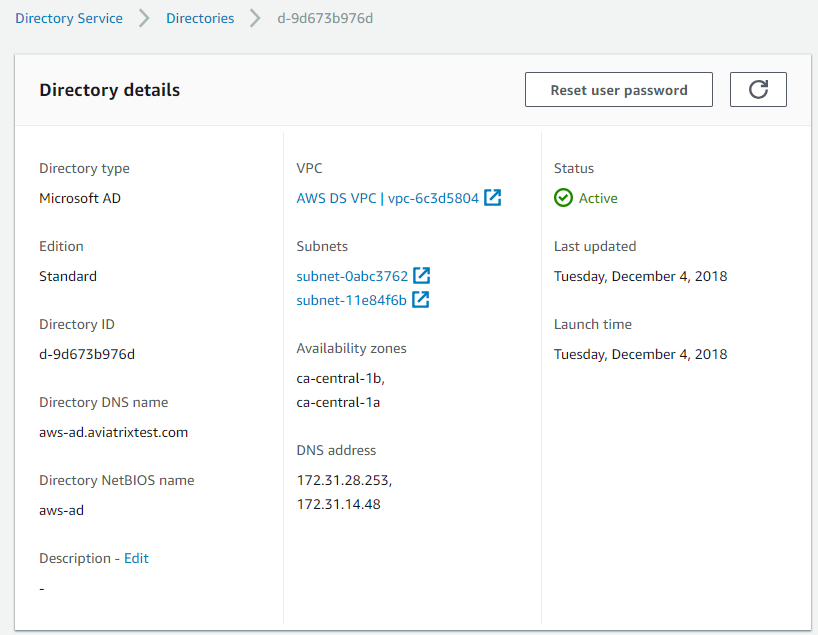 Directory Service > Directories > d-9d673b976d
Directory details
Reset user password
Directory type
Microsoft AD
Edition
Standard
Directory ID
d-9d673b976d
Directory DNS name
aws-ad.aviatrixtest.com
Directory NetBIOS name
aws-ad
Description - Edit
-
VPC
AWS DS VPC | vpc-6c3d5804
Subnets
subnet-0abc3762
subnet-11e84f6b
Availability zones
ca-central-1b,
ca-central-1a
DNS address
172.31.28.253,
172.31.14.48
Status
Active
Last updated
Tuesday, December 4, 2018
Launch time
Tuesday, December 4, 2018